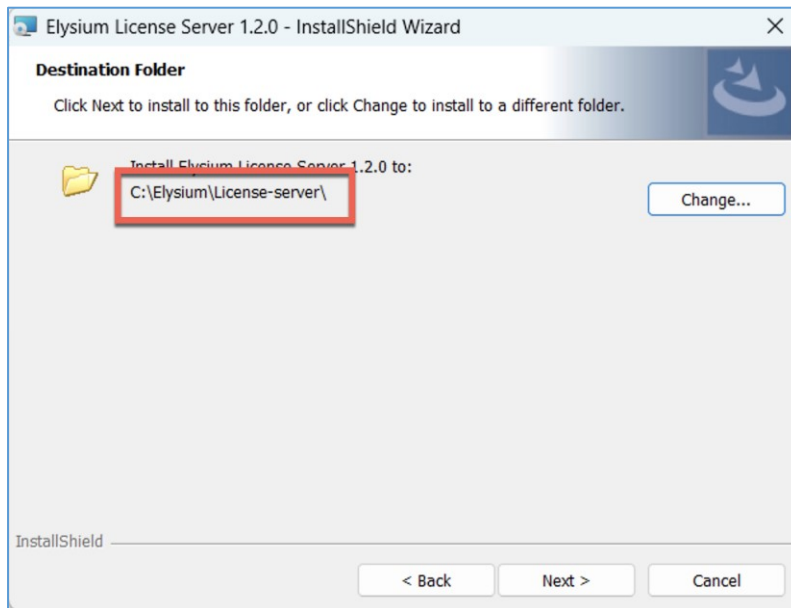 Elysium License Server 1.2.0 - InstallShield Wizard
Destination Folder
Click Next to install to this folder, or click Change to install to a different folder.
Install Elysium License Server 1.2.0 to:
C:\Elysium\License-server\
Change...
InstallShield
< Back
Next >
Cancel